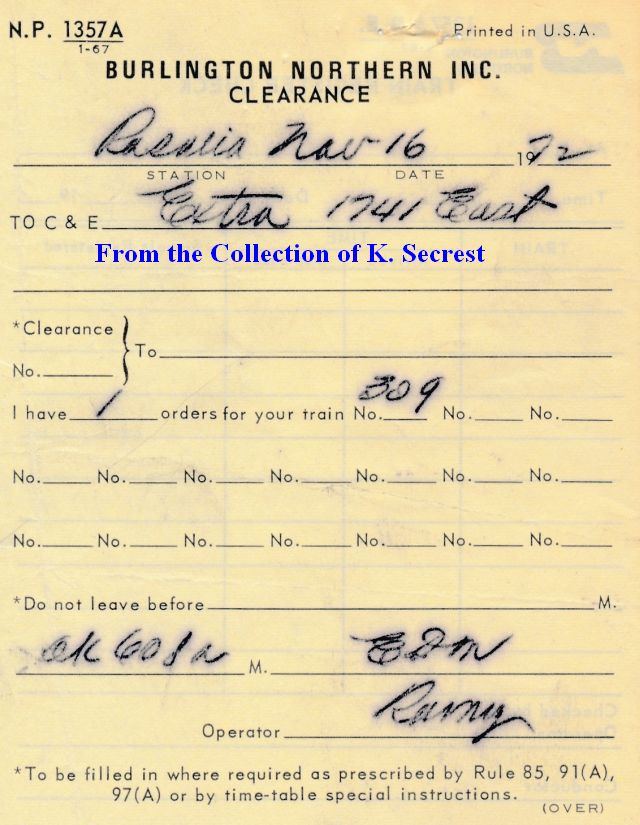 N.P. 1357A Printed in U.S.A.
1-67
BURLINGTON NORTHERN INC.
CLEARANCE
Rosalia Nov 16 1972
STATION DATE
TO C & E Extra 1741 East
From the Collection of K. Secrest
*Clearance
No. To
I have 1 orders for your train No. 309 No. No.
No. No. No. No. No. No. No.
No. No. No. No. No. No. No.
*Do not leave before M.
OK 608 a M. EDM
Operator
*To be filled in where required as prescribed by Rule 85, 91(A),
97(A) or by time-table special instructions.
(OVER)